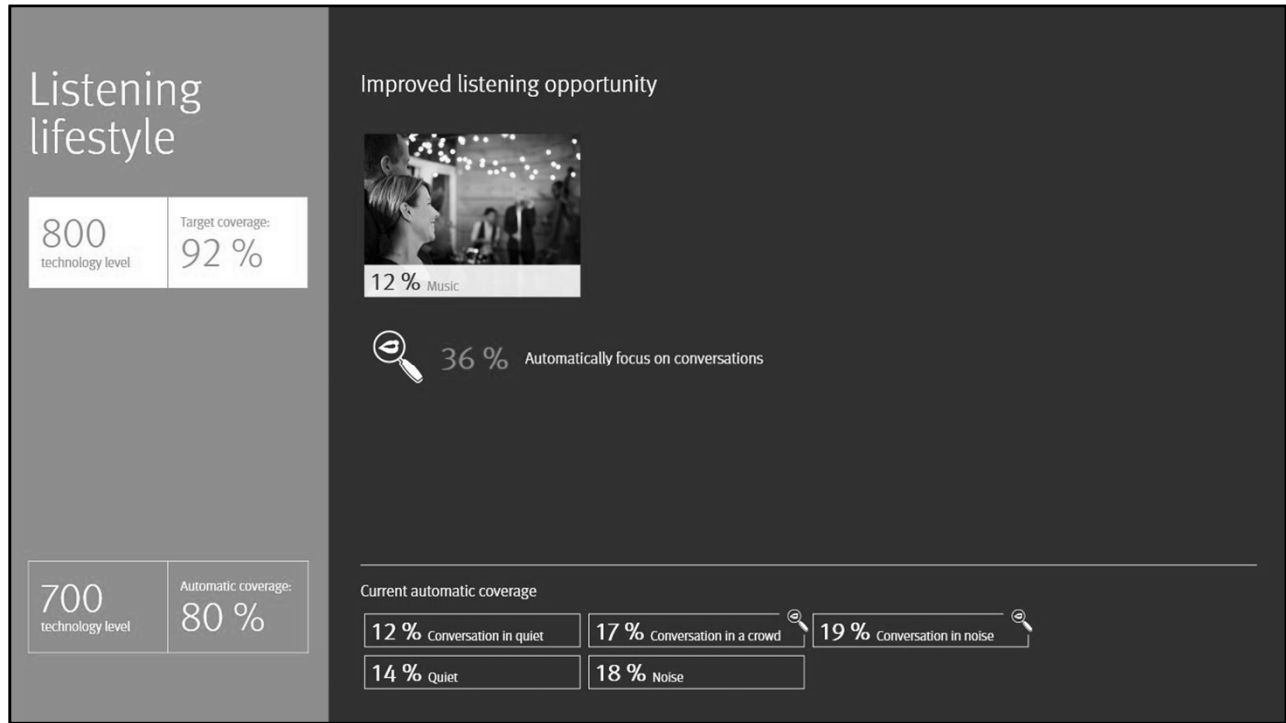 Listening
lifestyle
800
technology level
Target coverage:
92 %
700
technology level
Automatic coverage:
80 %
Improved listening opportunity
12 % Music
36 % Automatically focus on conversations
Current automatic coverage
12 % Conversation in quiet
17 % Conversation in a crowd
19 % Conversation in noise
14 % Quiet
18 % Noise